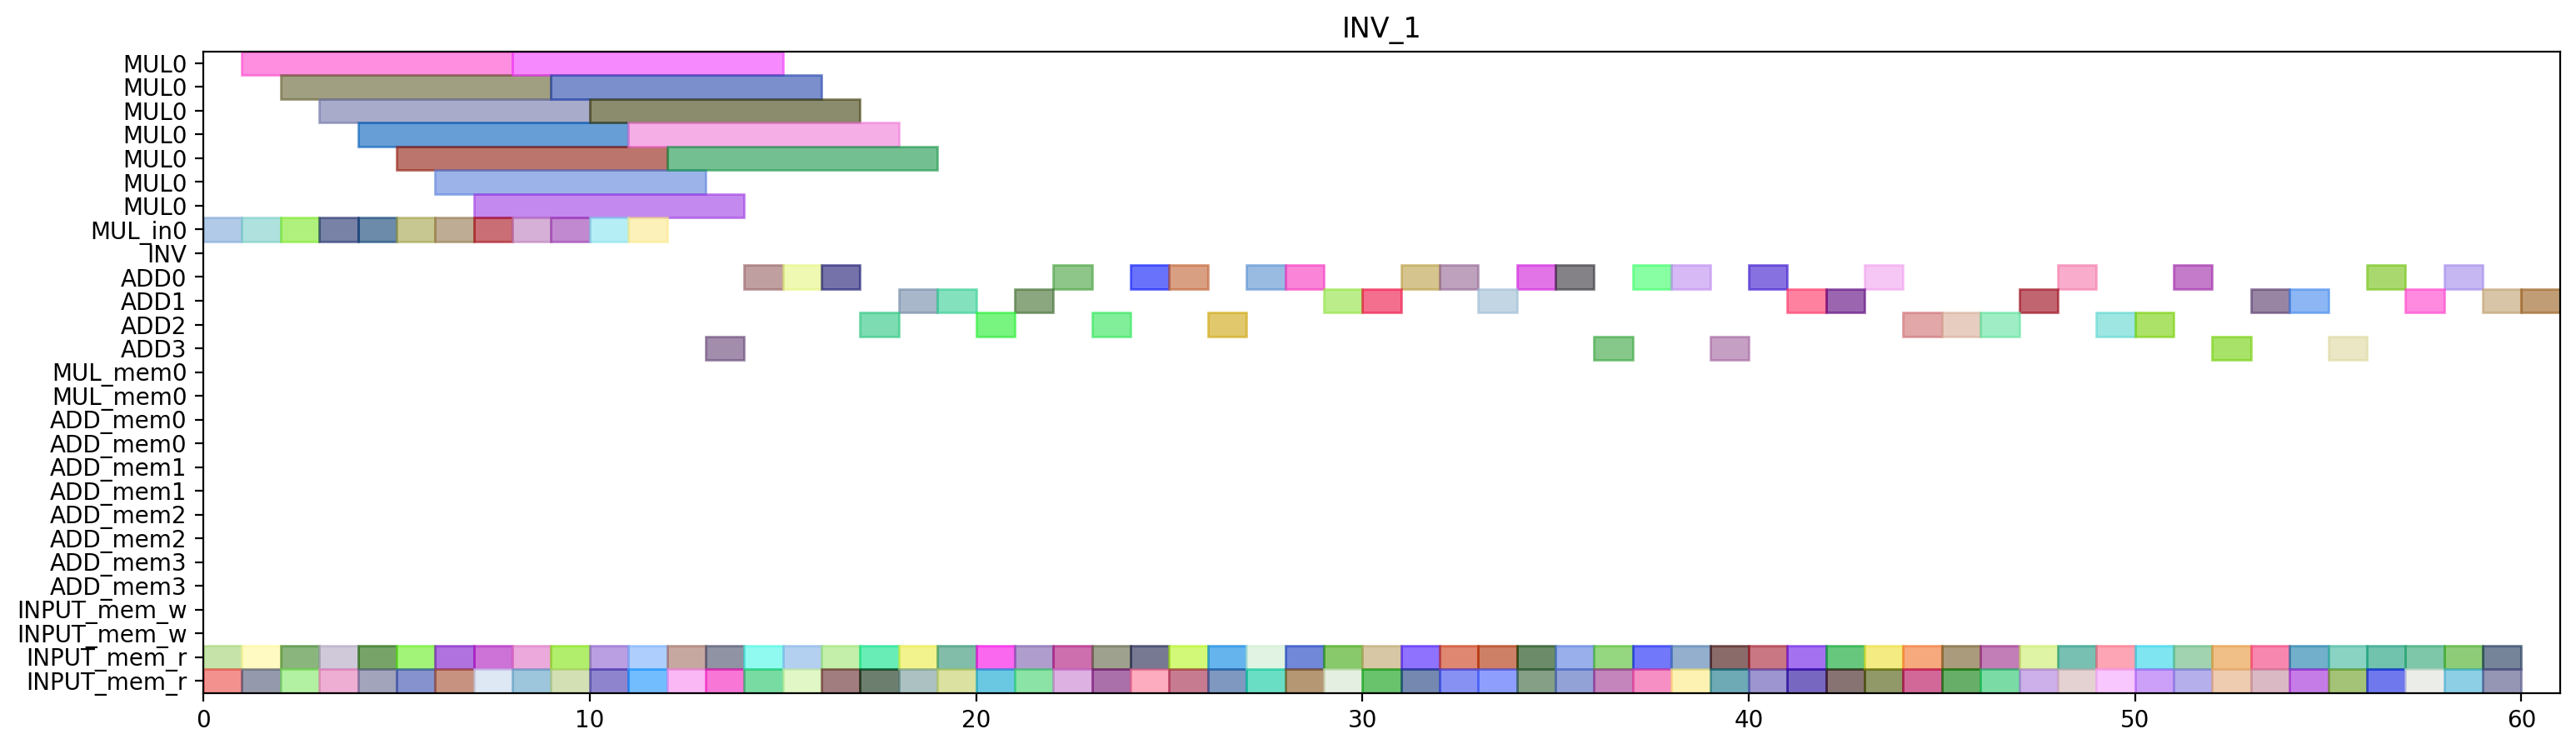 INV_1
MUL0
MUL0
MUL0
MUL0
MUL0
MUL0
MUL0
MUL_in0
INV
ADD0
ADD1
ADD2
ADD3
MUL_mem0
MUL_mem0
ADD_mem0
ADD_mem0
ADD_mem1
ADD_mem1
ADD_mem2
ADD_mem2
ADD_mem3
ADD_mem3
INPUT_mem_w
INPUT_mem_w
INPUT_mem_r
INPUT_mem_r
0 10 20 30 40 50 60